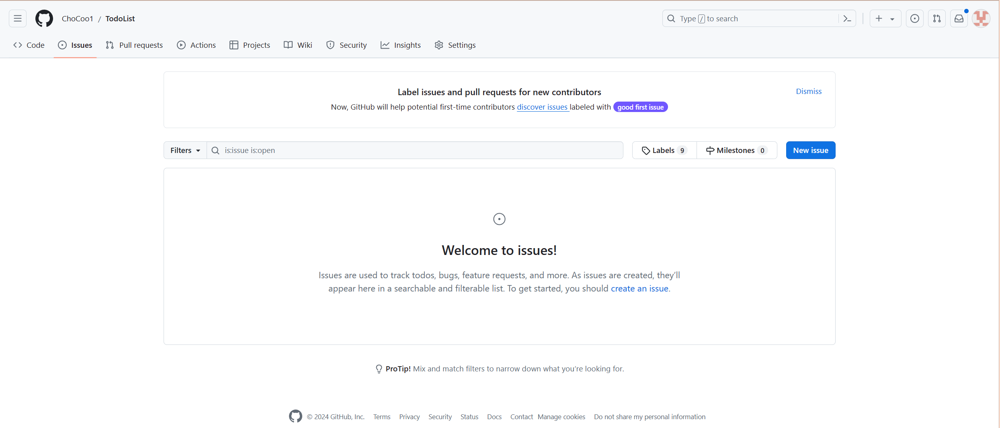 ChoCoo1 / TodoList
Type / to search
Code Issues Pull requests Actions Projects Wiki Security Insights Settings
Label issues and pull requests for new contributors
Dismiss
Now, GitHub will help potential first-time contributors discover issues labeled with good first issue
Filters is:issue is:open Labels 9 Milestones 0 New issue
Welcome to issues!
Issues are used to track todos, bugs, feature requests, and more. As issues are created, they’ll
appear here in a searchable and filterable list. To get started, you should create an issue.
ProTip! Mix and match filters to narrow down what you’re looking for.
© 2024 GitHub, Inc. Terms Privacy Security Status Docs Contact Manage cookies Do not share my personal information